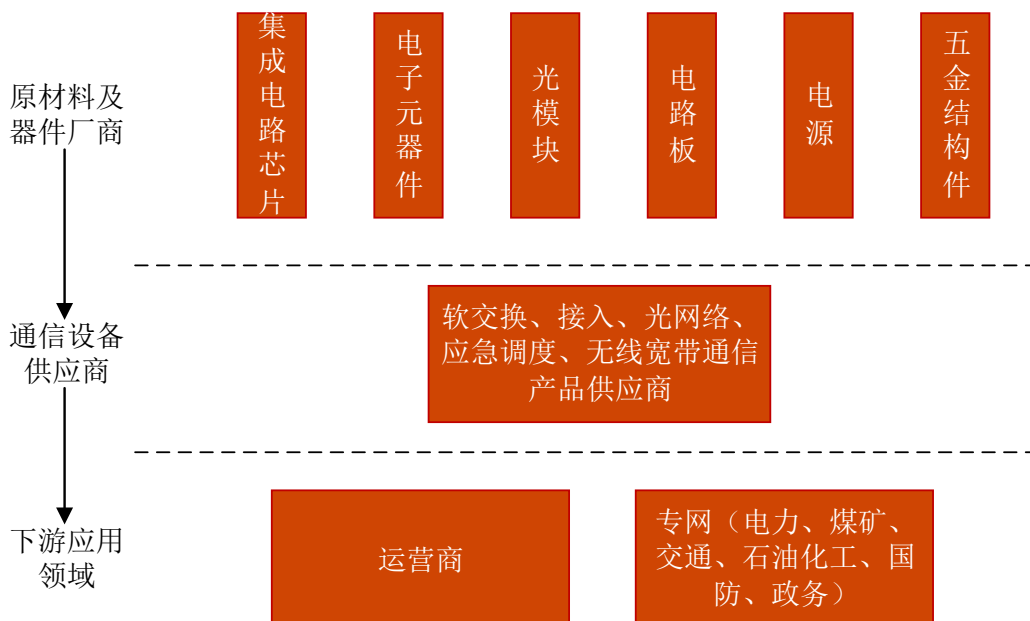 原材料及
器件厂商
集成电路芯片
电子元器件
光模块
电路板
电源
五金结构件
通信设备
供应商
软交换、接入、光网络、
应急调度、无线宽带通信
产品供应商
下游应用
领域
运营商
专网（电力、煤矿、
交通、石油化工、国
防、政务）